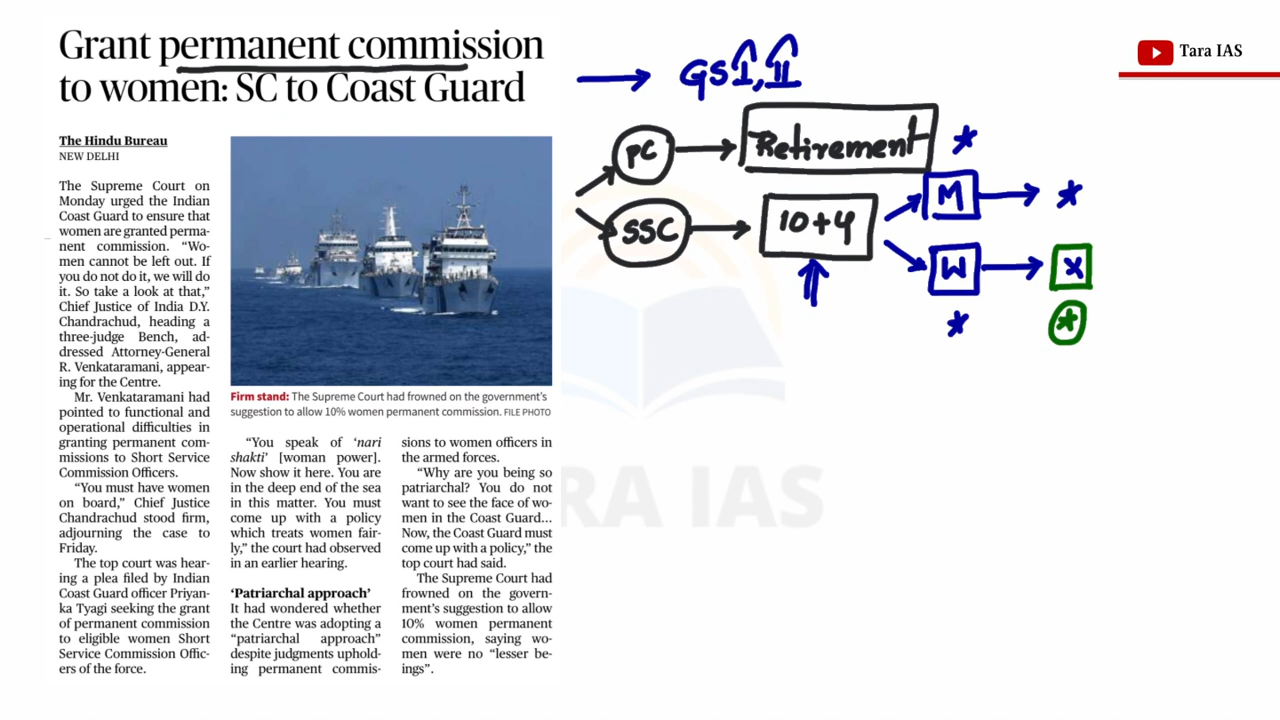 Grant permanent commission
to women: SC to Coast Guard
The Hindu Bureau
NEW DELHI
The Supreme Court on
Monday urged the Indian
Coast Guard to ensure that
women are granted perma-
nent commission. “Wo-
men cannot be left out. If
you do not do it, we will do
it. So take a look at that,”
Chief Justice of India D.Y.
Chandrachud, heading a
three-judge Bench, ad-
dressed Attorney-General
R. Venkataramani, appear-
ing for the Centre.
Mr. Venkataramani had
pointed to functional and
operational difficulties in
granting permanent com-
missions to Short Service
Commission Officers.
“You must have women
on board,” Chief Justice
Chandrachud stood firm,
adjourning the case to
Friday.
The top court was hear-
ing a plea filed by Indian
Coast Guard officer Priyan-
ka Tyagi seeking the grant
of permanent commission
to eligible women Short
Service Commission Offic-
ers of the force.
Firm stand: The Supreme Court had frowned on the government’s
suggestion to allow 10% women permanent commission. FILE PHOTO
“You speak of ‘nari
shakti’ [woman power].
Now show it here. You are
in the deep end of the sea
in this matter. You must
come up with a policy
which treats women fair-
ly,” the court had observed
in an earlier hearing.
‘Patriarchal approach’
It had wondered whether
the Centre was adopting a
“patriarchal approach”
despite judgments uphold-
ing permanent commis-
sions to women officers in
the armed forces.
“Why are you being so
patriarchal? You do not
want to see the face of wo-
men in the Coast Guard...
Now, the Coast Guard must
come up with a policy,” the
top court had said.
The Supreme Court had
frowned on the govern-
ment’s suggestion to allow
10% women permanent
commission, saying wo-
men were no “lesser be-
ings”.
GS I, II
PC
Retirement
SSC
10+4
M
W
x
Tara IAS
RA IAS